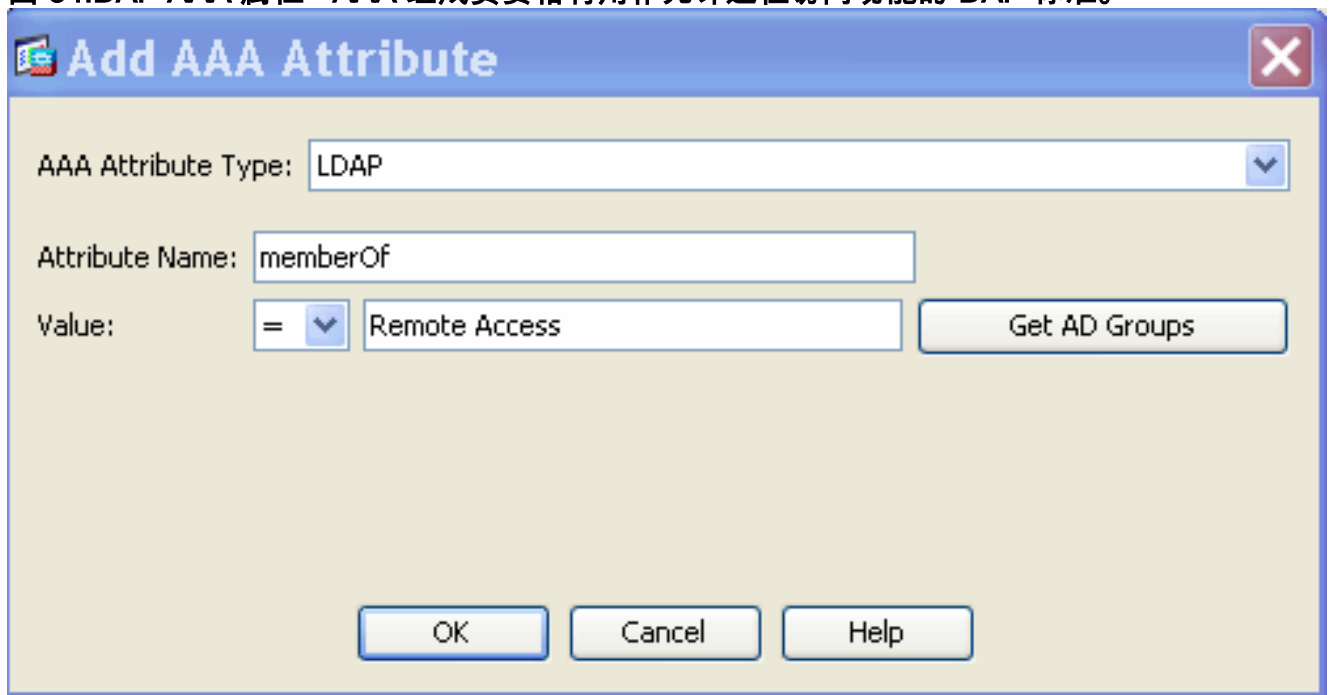 Add AAA Attribute
AAA Attribute Type: LDAP
Attribute Name: memberOf
Value: = Remote Access Get AD Groups
OK Cancel Help